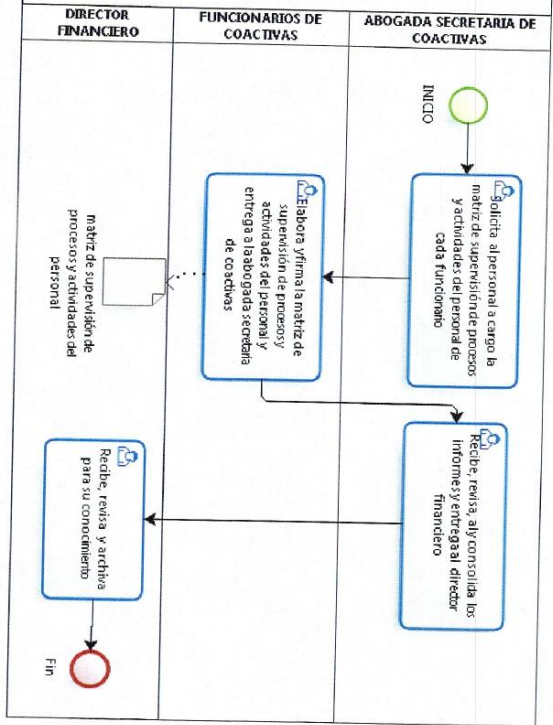 DIRECTOR
FINANCIERO
FUNCIONARIOS DE
COACTIVAS
ABOGADA SECRETARIA DE
COACTIVAS
INICIO
Solicita al personal a cargo la
matriz de supervisión de procesos
y actividades del personal de
cada funcionario
Elabora y firma la matriz de
supervisión de procesos y
actividades del personal y
entrega a la abogada secretaria
de coactivas
matriz de supervisión de
procesos y actividades del
personal
Recibe, revisa, al y consolida los
informes y entrega al director
financiero
Recibe, revisa y archiva
para su conocimiento
Fin